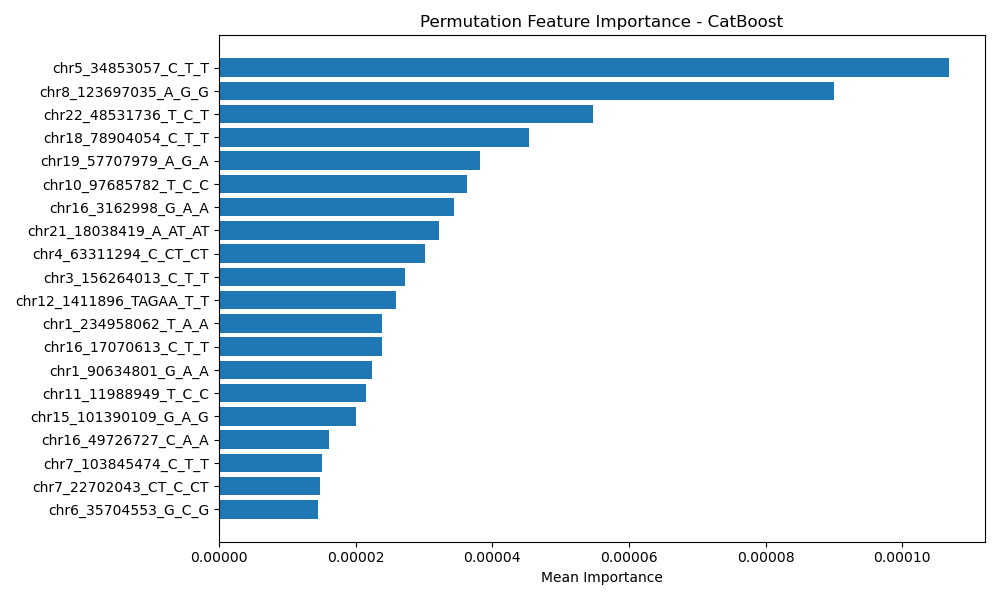 Permutation Feature Importance - CatBoost
chr5_34853057_C_T_T
chr8_123697035_A_G_G
chr22_48531736_T_C_T
chr18_78904054_C_T_T
chr19_57707979_A_G_A
chr10_97685782_T_C_C
chr16_3162998_G_A_A
chr21_18038419_A_AT_AT
chr4_63311294_C_CT_CT
chr3_156264013_C_T_T
chr12_1411896_TAGAA_T_T
chr1_234958062_T_A_A
chr16_17070613_C_T_T
chr1_90634801_G_A_A
chr11_11988949_T_C_C
chr15_101390109_G_A_G
chr16_49726727_C_A_A
chr7_103845474_C_T_T
chr7_22702043_CT_C_CT
chr6_35704553_G_C_G
0.00000 0.00002 0.00004 0.00006 0.00008 0.00010
Mean Importance